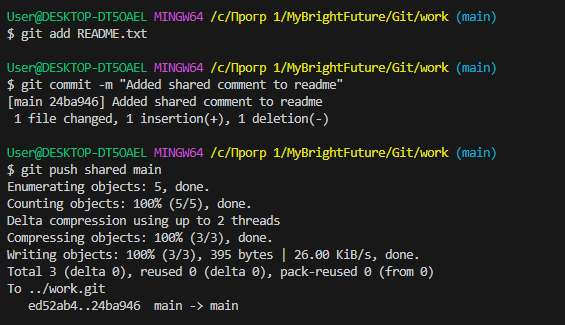 User@DESKTOP-DT5OAEL MINGW64 /c/Прогр 1/MyBrightFuture/Git/work (main)
$ git add README.txt
User@DESKTOP-DT5OAEL MINGW64 /c/Прогр 1/MyBrightFuture/Git/work (main)
$ git commit -m "Added shared comment to readme"
[main 24ba946] Added shared comment to readme
 1 file changed, 1 insertion(+), 1 deletion(-)
User@DESKTOP-DT5OAEL MINGW64 /c/Прогр 1/MyBrightFuture/Git/work (main)
$ git push shared main
Enumerating objects: 5, done.
Counting objects: 100% (5/5), done.
Delta compression using up to 2 threads
Compressing objects: 100% (3/3), done.
Writing objects: 100% (3/3), 395 bytes | 26.00 KiB/s, done.
Total 3 (delta 0), reused 0 (delta 0), pack-reused 0 (from 0)
To ../work.git
   ed52ab4..24ba946  main -> main